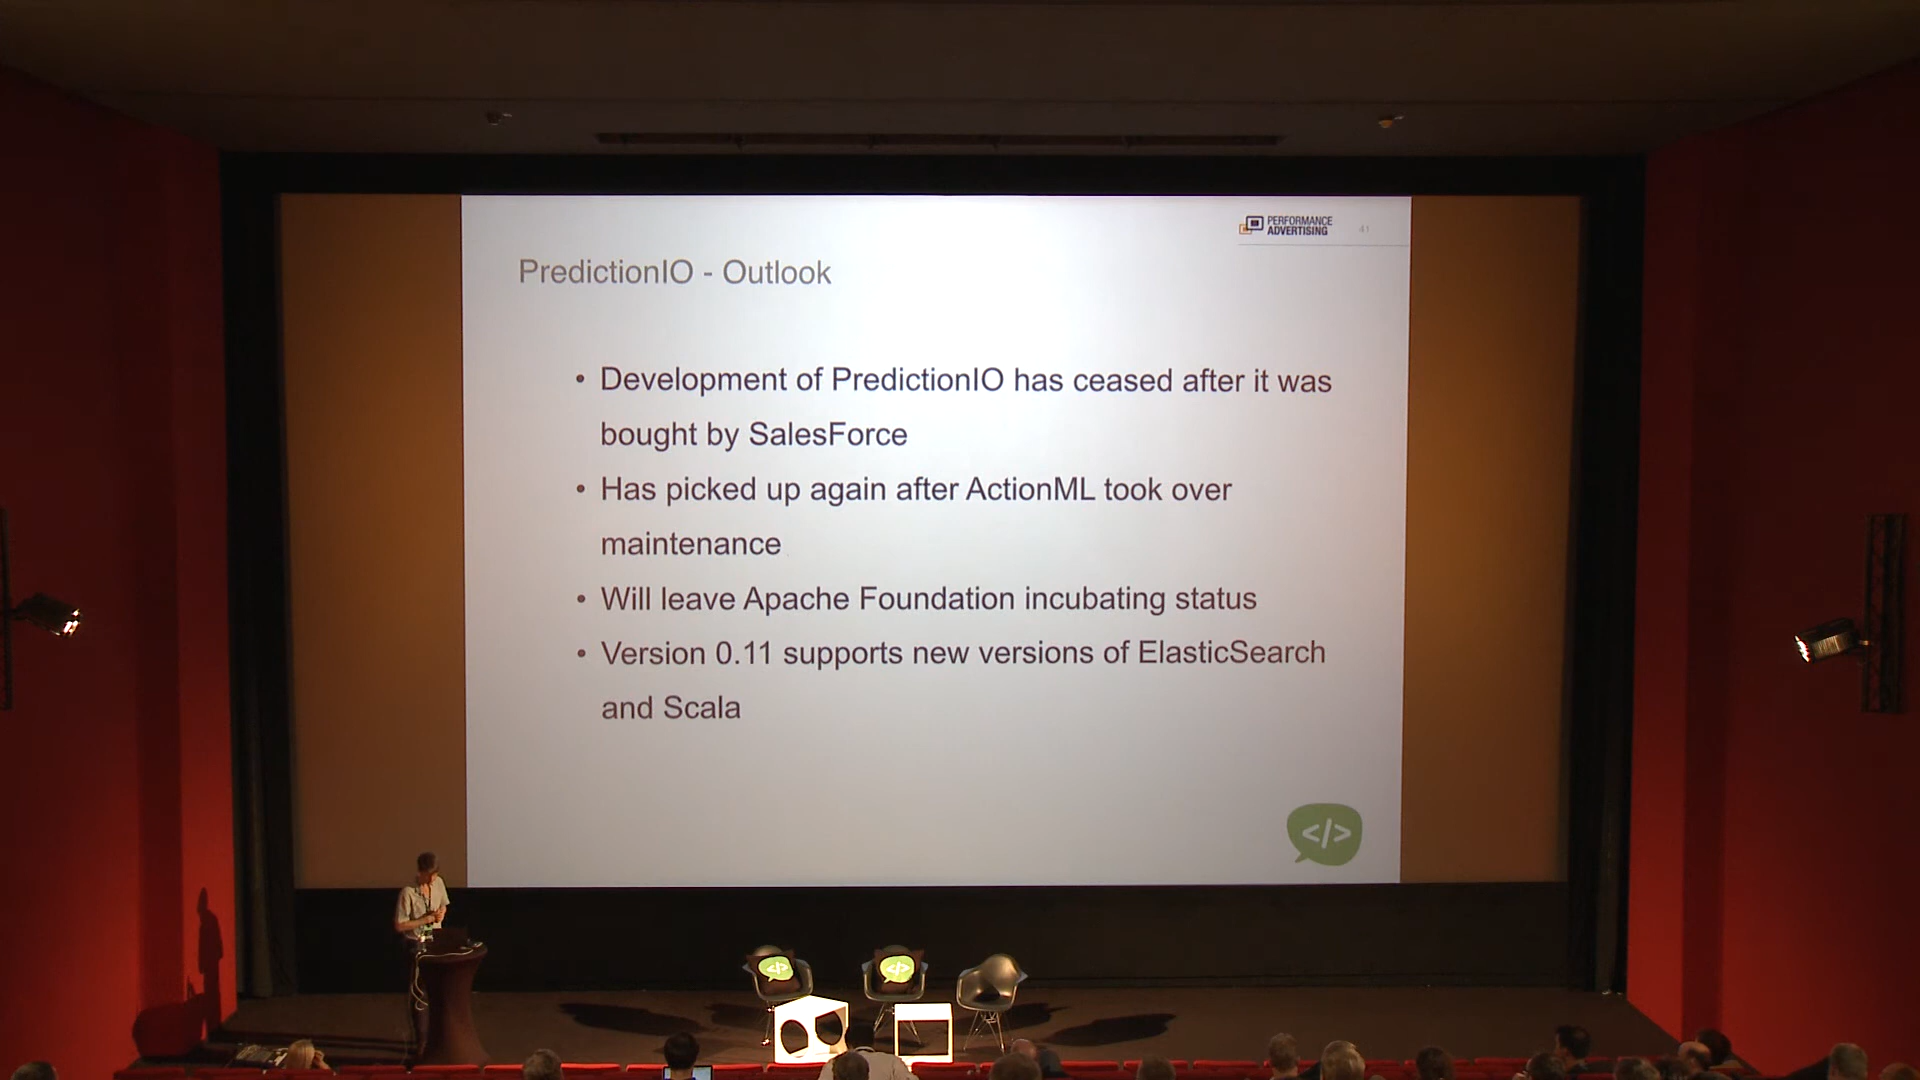 PERFORMANCE
ADVERTISING
41
PredictionIO - Outlook
• Development of PredictionIO has ceased after it was
bought by SalesForce
• Has picked up again after ActionML took over
maintenance
• Will leave Apache Foundation incubating status
• Version 0.11 supports new versions of ElasticSearch
and Scala
</>
</>
</>